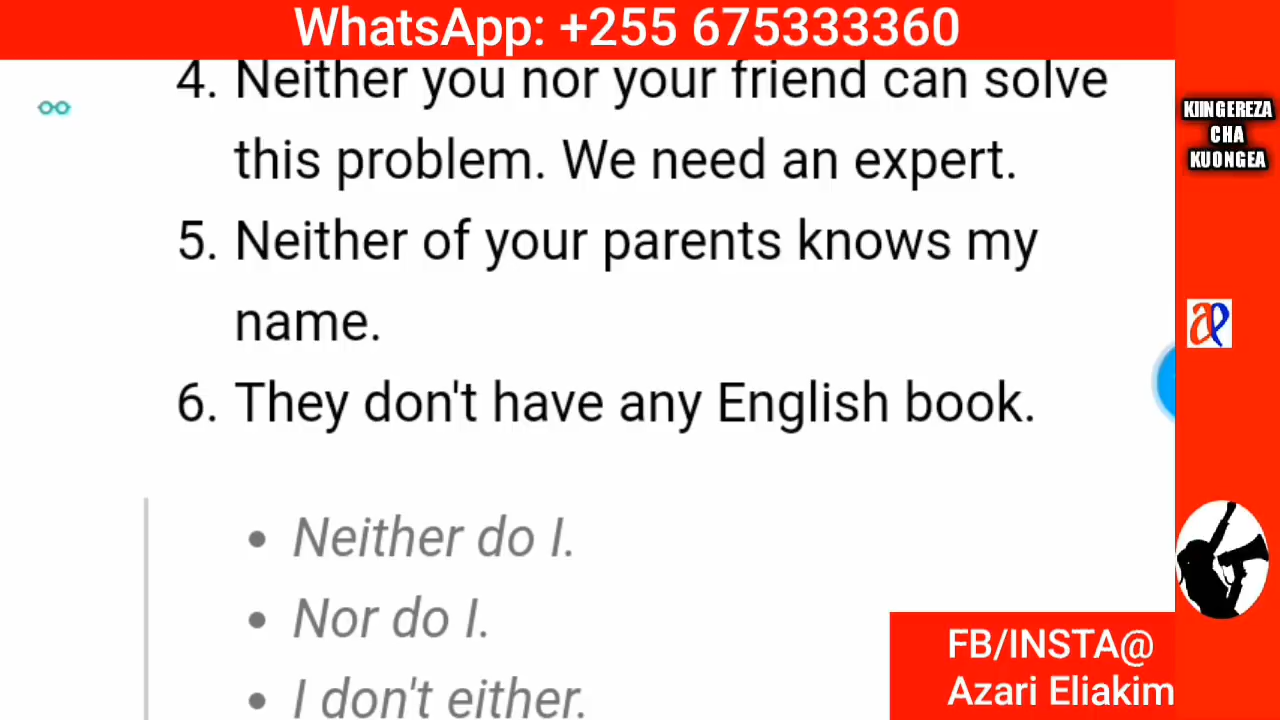 WhatsApp: +255 675333360
4. Neither you nor your friend can solve
this problem. We need an expert.
5. Neither of your parents knows my
name.
6. They don't have any English book.
• Neither do I.
• Nor do I.
• I don't either.
KIINGEREZA
CHA
KUONGEA
FB/INSTA@
Azari Eliakim